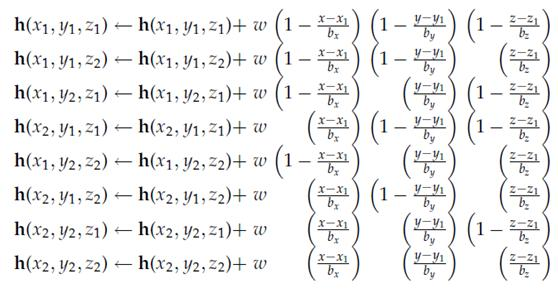 h(x₁, y₁, z₁) ← h(x₁, y₁, z₁)+ w (1 − (x−x₁)/bₓ) (1 − (y−y₁)/b_y) (1 − (z−z₁)/b_z)
h(x₁, y₁, z₂) ← h(x₁, y₁, z₂)+ w (1 − (x−x₁)/bₓ) (1 − (y−y₁)/b_y) ((z−z₁)/b_z)
h(x₁, y₂, z₁) ← h(x₁, y₂, z₁)+ w (1 − (x−x₁)/bₓ) ((y−y₁)/b_y) (1 − (z−z₁)/b_z)
h(x₂, y₁, z₁) ← h(x₂, y₁, z₁)+ w ((x−x₁)/bₓ) (1 − (y−y₁)/b_y) (1 − (z−z₁)/b_z)
h(x₁, y₂, z₂) ← h(x₁, y₂, z₂)+ w (1 − (x−x₁)/bₓ) ((y−y₁)/b_y) ((z−z₁)/b_z)
h(x₂, y₁, z₂) ← h(x₂, y₁, z₂)+ w ((x−x₁)/bₓ) (1 − (y−y₁)/b_y) ((z−z₁)/b_z)
h(x₂, y₂, z₁) ← h(x₂, y₂, z₁)+ w ((x−x₁)/bₓ) ((y−y₁)/b_y) (1 − (z−z₁)/b_z)
h(x₂, y₂, z₂) ← h(x₂, y₂, z₂)+ w ((x−x₁)/bₓ) ((y−y₁)/b_y) ((z−z₁)/b_z)